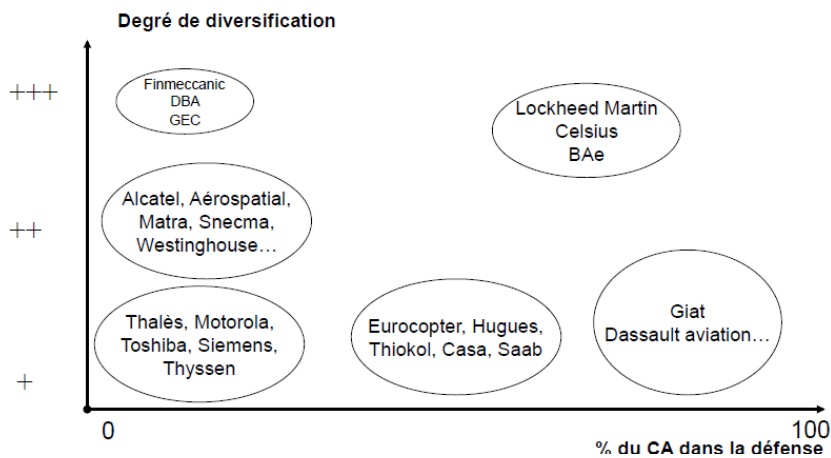 Degré de diversification
+++
Finmeccanic
DBA
GEC
Lockheed Martin
Celsius
BAe
++
Alcatel, Aérospatial,
Matra, Snecma,
Westinghouse…
+
Thalès, Motorola,
Toshiba, Siemens,
Thyssen
Eurocopter, Hugues,
Thiokol, Casa, Saab
Giat
Dassault aviation…
0
100
% du CA dans la défense